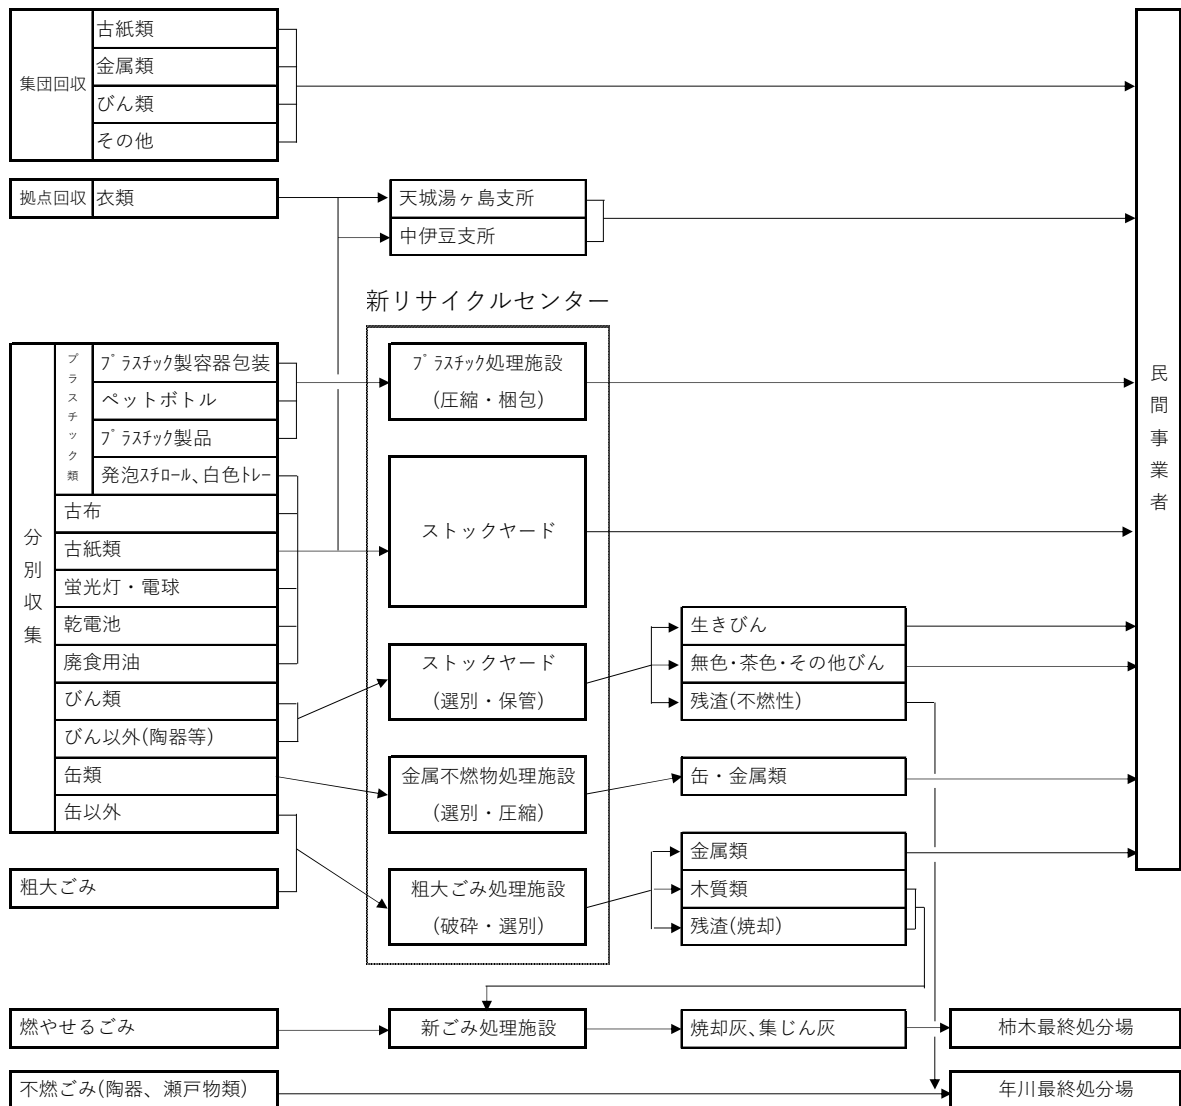 集団回収
古紙類
金属類
びん類
その他
拠点回収
衣類
天城湯ヶ島支所
中伊豆支所
新リサイクルセンター
分別収集
プラスチック類
プラスチック製容器包装
ペットボトル
プラスチック製品
発泡スチロール、白色トレー
古布
古紙類
蛍光灯・電球
乾電池
廃食用油
びん類
びん以外(陶器等)
缶類
缶以外
粗大ごみ
プラスチック処理施設
(圧縮・梱包)
ストックヤード
ストックヤード
(選別・保管)
金属不燃物処理施設
(選別・圧縮)
粗大ごみ処理施設
(破砕・選別)
生きびん
無色・茶色・その他びん
残渣(不燃性)
缶・金属類
金属類
木質類
残渣(焼却)
民間事業者
燃やせるごみ
新ごみ処理施設
焼却灰、集じん灰
柿木最終処分場
不燃ごみ(陶器、瀬戸物類)
年川最終処分場